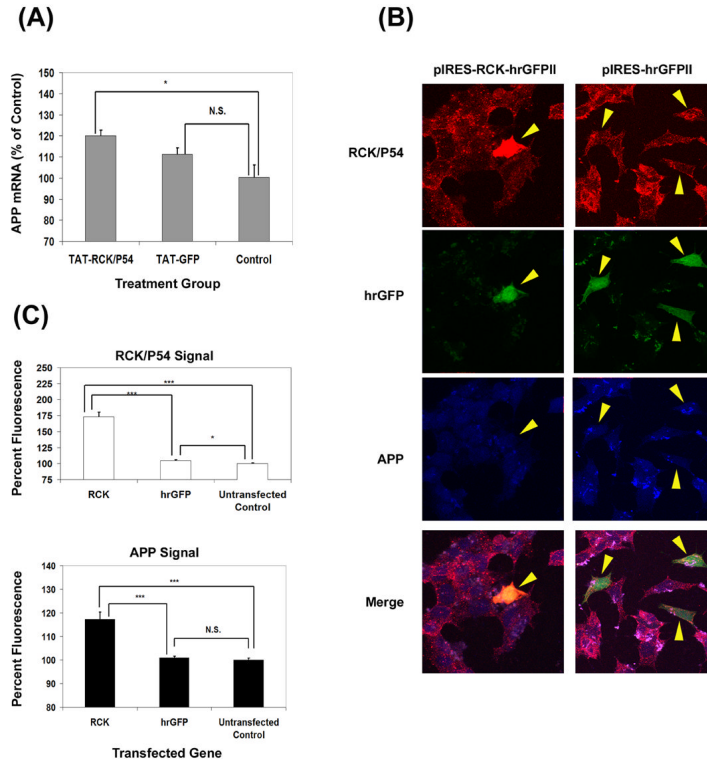 (A)
150
140
130
120
110
100
90
80
70
APP mRNA (% of Control)
*
N.S.
TAT-RCK/P54 TAT-GFP Control
Treatment Group
(B)
pIRES-RCK-hrGFPII pIRES-hrGFPII
RCK/P54
hrGFP
APP
Merge
(C)
RCK/P54 Signal
250
225
200
175
150
125
100
75
Percent Fluorescence
***
***
*
RCK hrGFP Untransfected
Control
APP Signal
140
130
120
110
100
90
80
Percent Fluorescence
***
***
N.S.
RCK hrGFP Untransfected
Control
Transfected Gene